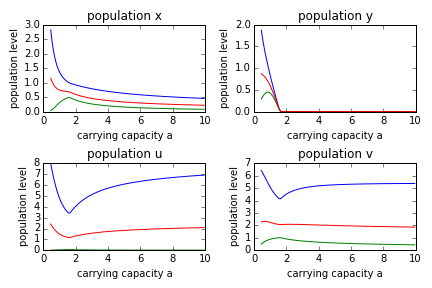 population x
population y
population level
3.0
2.5
2.0
1.5
1.0
0.5
0.0
0 2 4 6 8 10
carrying capacity a
population level
2.0
1.5
1.0
0.5
0.0
0 2 4 6 8 10
carrying capacity a
population u
population v
population level
8
7
6
5
4
3
2
1
0
0 2 4 6 8 10
carrying capacity a
population level
7
6
5
4
3
2
1
0
0 2 4 6 8 10
carrying capacity a